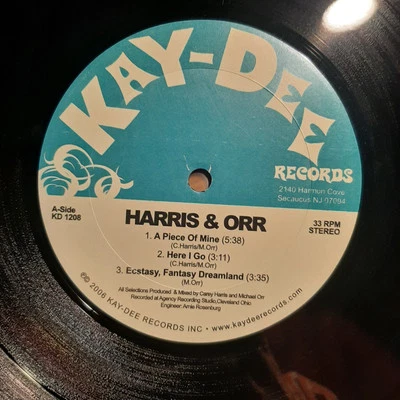 KAY-DEE
RECORDS
2140 Harmon Cove
Secaucus NJ 07094
A-Side
KD 1208
HARRIS & ORR
33 RPM
STEREO
1. A Piece Of Mine (5:38)
(C.Harris/M.Orr)
2. Here I Go (3:11)
(C.Harris/M.Orr)
3. Ecstasy, Fantasy Dreamland (3:35)
(M.Orr)
All Selections Produced & Mixed by Carey Harris and Michael Orr
Recorded at Agency Recording Studio,Cleveland Ohio
Engineer: Arnie Rosenburg
©℗ 2008 KAY-DEE RECORDS INC • www.kaydeerecords.com